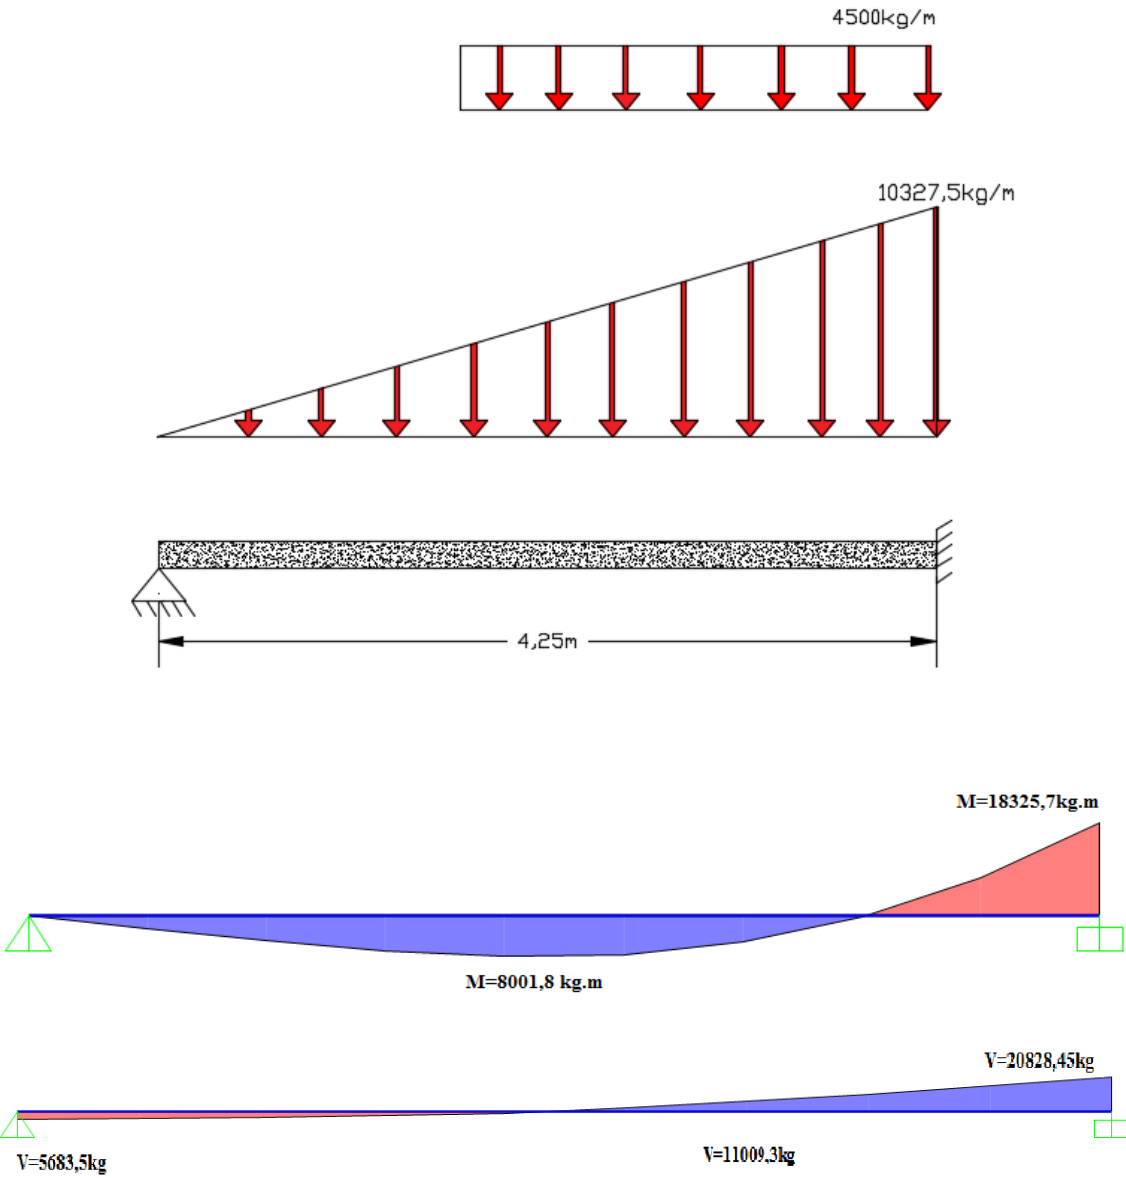 4500kg/m
10327,5kg/m
4,25m
M=18325,7kg.m
M=8001,8 kg.m
V=20828,45kg
V=5683,5kg
V=11009,3kg